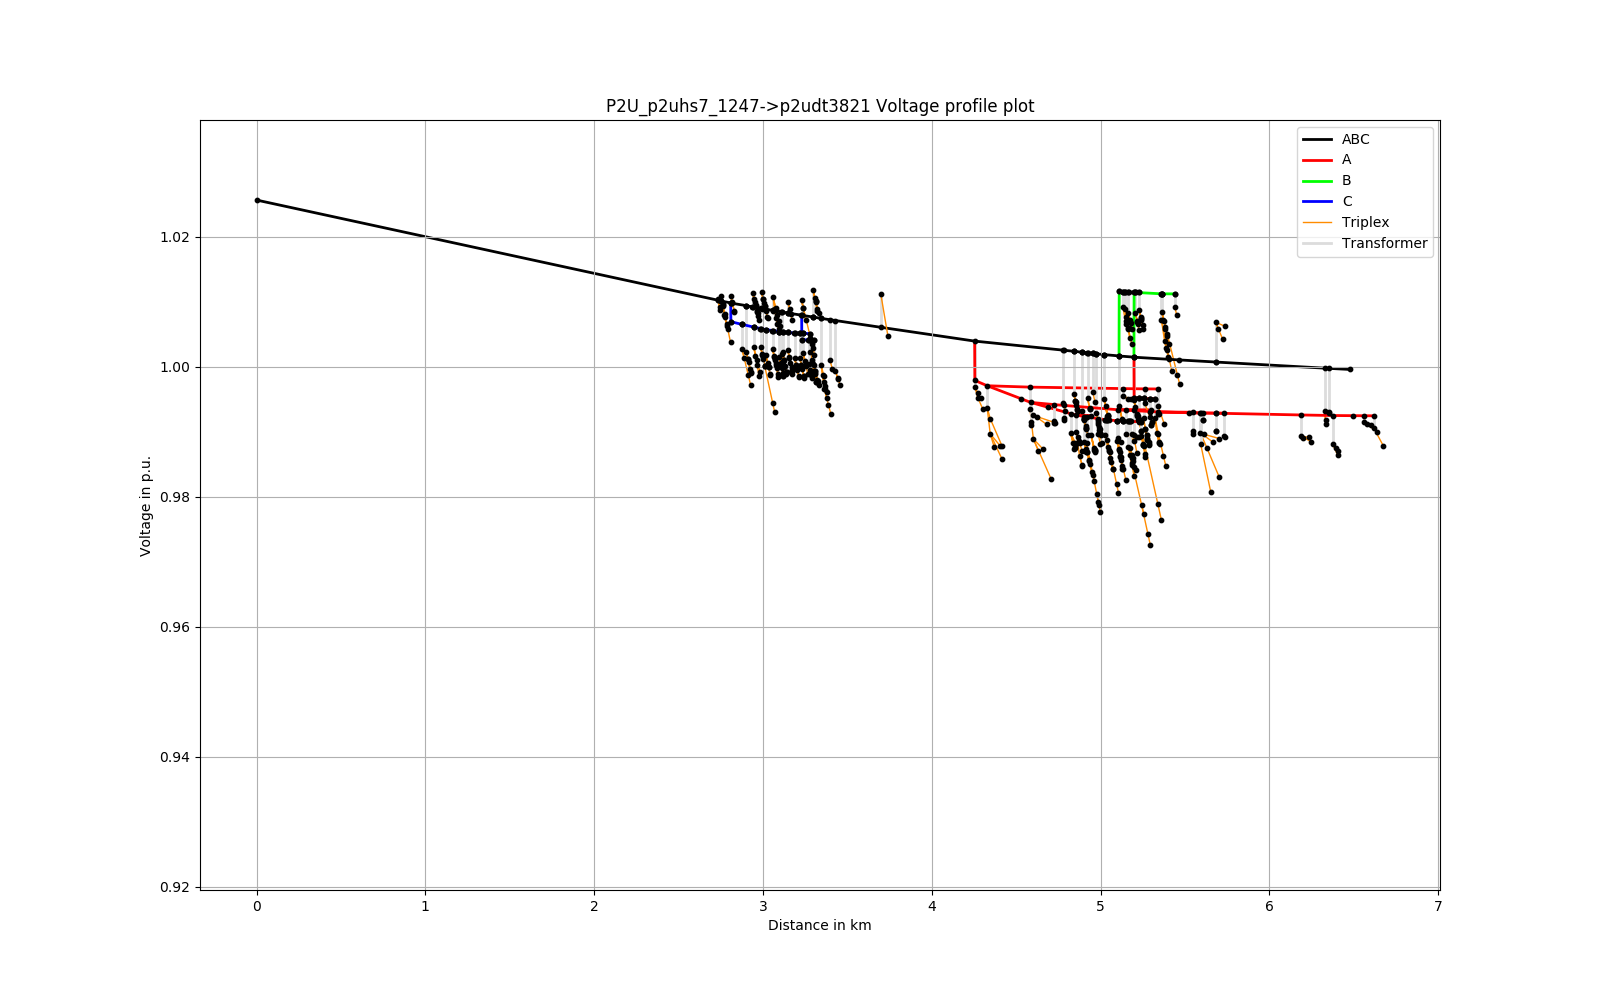 P2U_p2uhs7_1247->p2udt3821 Voltage profile plot
ABC
A
B
C
Triplex
Transformer
1.02
1.00
0.98
0.96
0.94
0.92
Voltage in p.u.
0 1 2 3 4 5 6 7
Distance in km